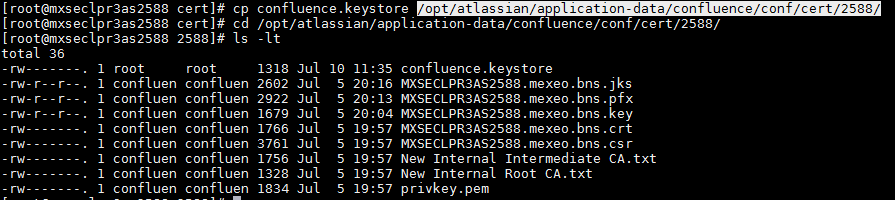 [root@mxseclpr3as2588 cert]# cp confluence.keystore /opt/atlassian/application-data/confluence/conf/cert/2588/
[root@mxseclpr3as2588 cert]# cd /opt/atlassian/application-data/confluence/conf/cert/2588/
[root@mxseclpr3as2588 2588]# ls -lt
total 36
-rw-------. 1 root     root     1318 Jul 10 11:35 confluence.keystore
-rw-r--r--. 1 confluen confluen 2602 Jul  5 20:16 MXSECLPR3AS2588.mexeo.bns.jks
-rw-r--r--. 1 confluen confluen 2922 Jul  5 20:13 MXSECLPR3AS2588.mexeo.bns.pfx
-rw-r--r--. 1 confluen confluen 1679 Jul  5 20:04 MXSECLPR3AS2588.mexeo.bns.key
-rw-------. 1 confluen confluen 1766 Jul  5 19:57 MXSECLPR3AS2588.mexeo.bns.crt
-rw-------. 1 confluen confluen 3761 Jul  5 19:57 MXSECLPR3AS2588.mexeo.bns.csr
-rw-------. 1 confluen confluen 1756 Jul  5 19:57 New Internal Intermediate CA.txt
-rw-------. 1 confluen confluen 1328 Jul  5 19:57 New Internal Root CA.txt
-rw-------. 1 confluen confluen 1834 Jul  5 19:57 privkey.pem